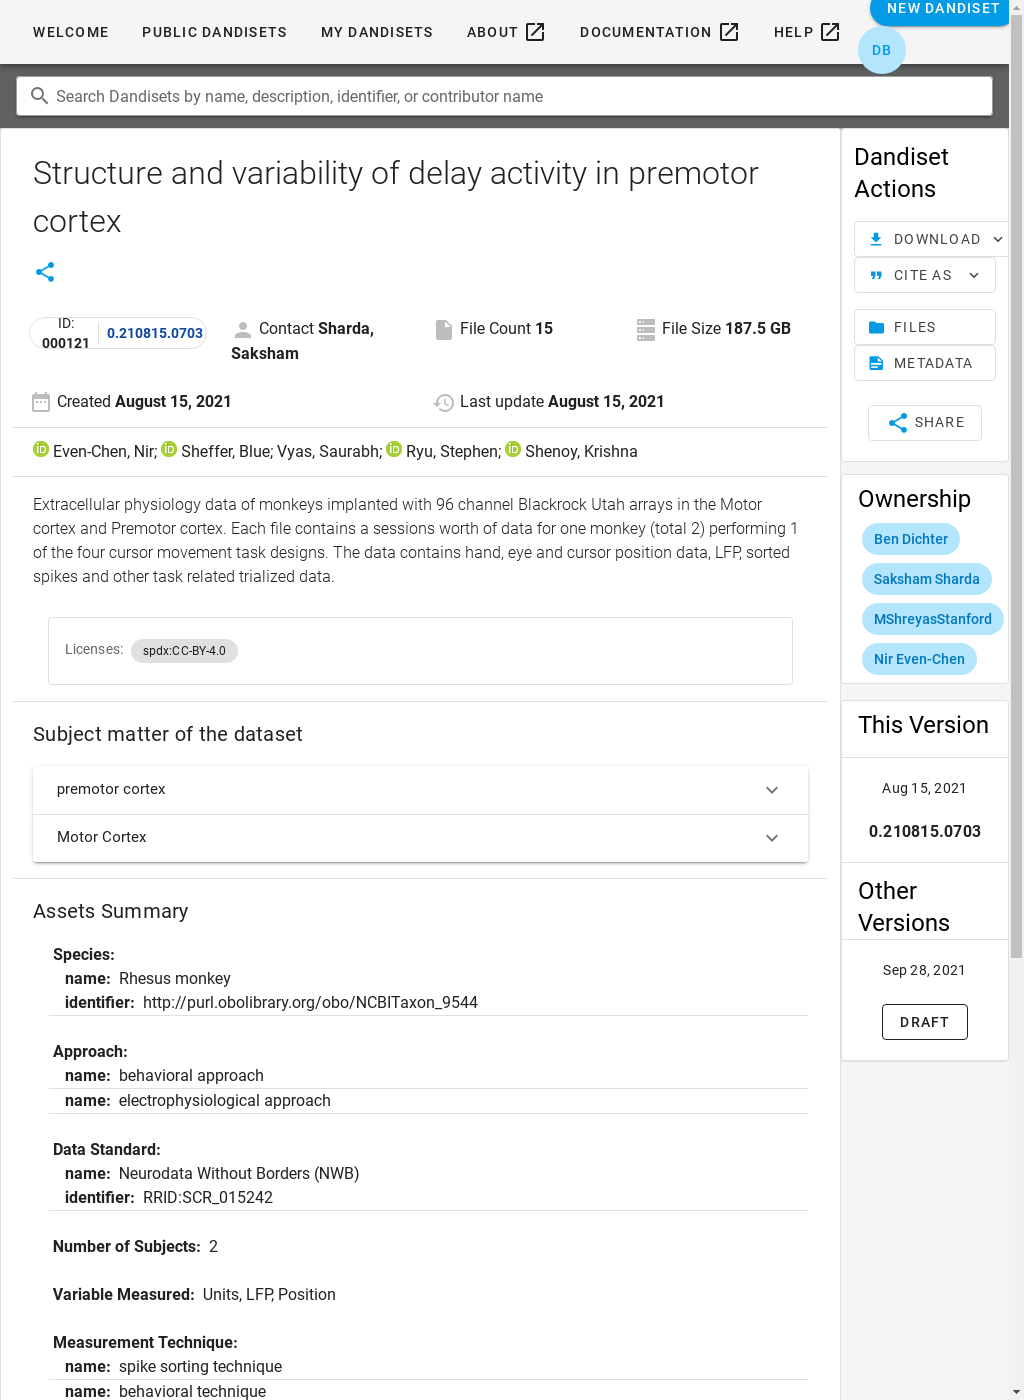 NEW DANDISET
WELCOME PUBLIC DANDISETS MY DANDISETS ABOUT DOCUMENTATION HELP
DB
Search Dandisets by name, description, identifier, or contributor name
Structure and variability of delay activity in premotor
cortex
ID:
000121
0.210815.0703
Contact Sharda,
Saksham
File Count 15
File Size 187.5 GB
Created August 15, 2021
Last update August 15, 2021
Even-Chen, Nir; Sheffer, Blue; Vyas, Saurabh; Ryu, Stephen; Shenoy, Krishna
Extracellular physiology data of monkeys implanted with 96 channel Blackrock Utah arrays in the Motor
cortex and Premotor cortex. Each file contains a sessions worth of data for one monkey (total 2) performing 1
of the four cursor movement task designs. The data contains hand, eye and cursor position data, LFP, sorted
spikes and other task related trialized data.
Licenses: spdx:CC-BY-4.0
Subject matter of the dataset
premotor cortex
Motor Cortex
Assets Summary
Species:
name: Rhesus monkey
identifier: http://purl.obolibrary.org/obo/NCBITaxon_9544
Approach:
name: behavioral approach
name: electrophysiological approach
Data Standard:
name: Neurodata Without Borders (NWB)
identifier: RRID:SCR_015242
Number of Subjects: 2
Variable Measured: Units, LFP, Position
Measurement Technique:
name: spike sorting technique
name: behavioral technique
Dandiset
Actions
DOWNLOAD
CITE AS
FILES
METADATA
SHARE
Ownership
Ben Dichter
Saksham Sharda
MShreyasStanford
Nir Even-Chen
This Version
Aug 15, 2021
0.210815.0703
Other
Versions
Sep 28, 2021
DRAFT